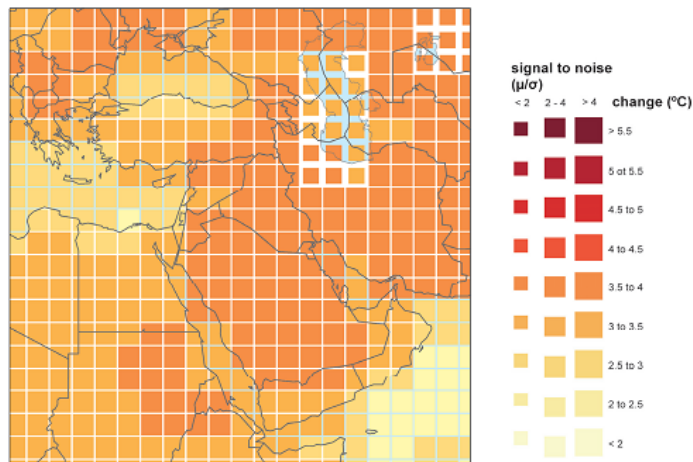 signal to noise
(μ/σ)
< 2 2 - 4 > 4 change (ºC)
> 5.5
5 ot 5.5
4.5 to 5
4 to 4.5
3.5 to 4
3 to 3.5
2.5 to 3
2 to 2.5
< 2